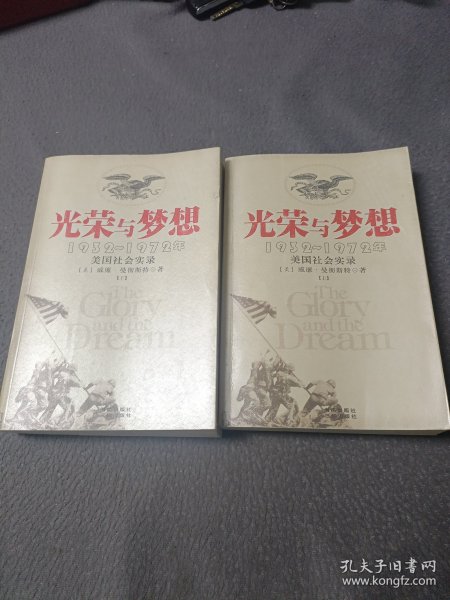 光荣与梦想
1932~1972年
美国社会实录
[美] 威廉·曼彻斯特◎著
The
Glory
and the
Dream
光荣与梦想
1932~1972年
美国社会实录
[美] 威廉·曼彻斯特◎著
The
Glory
and the
Dream
孔夫子旧书网
www.kongfz.com